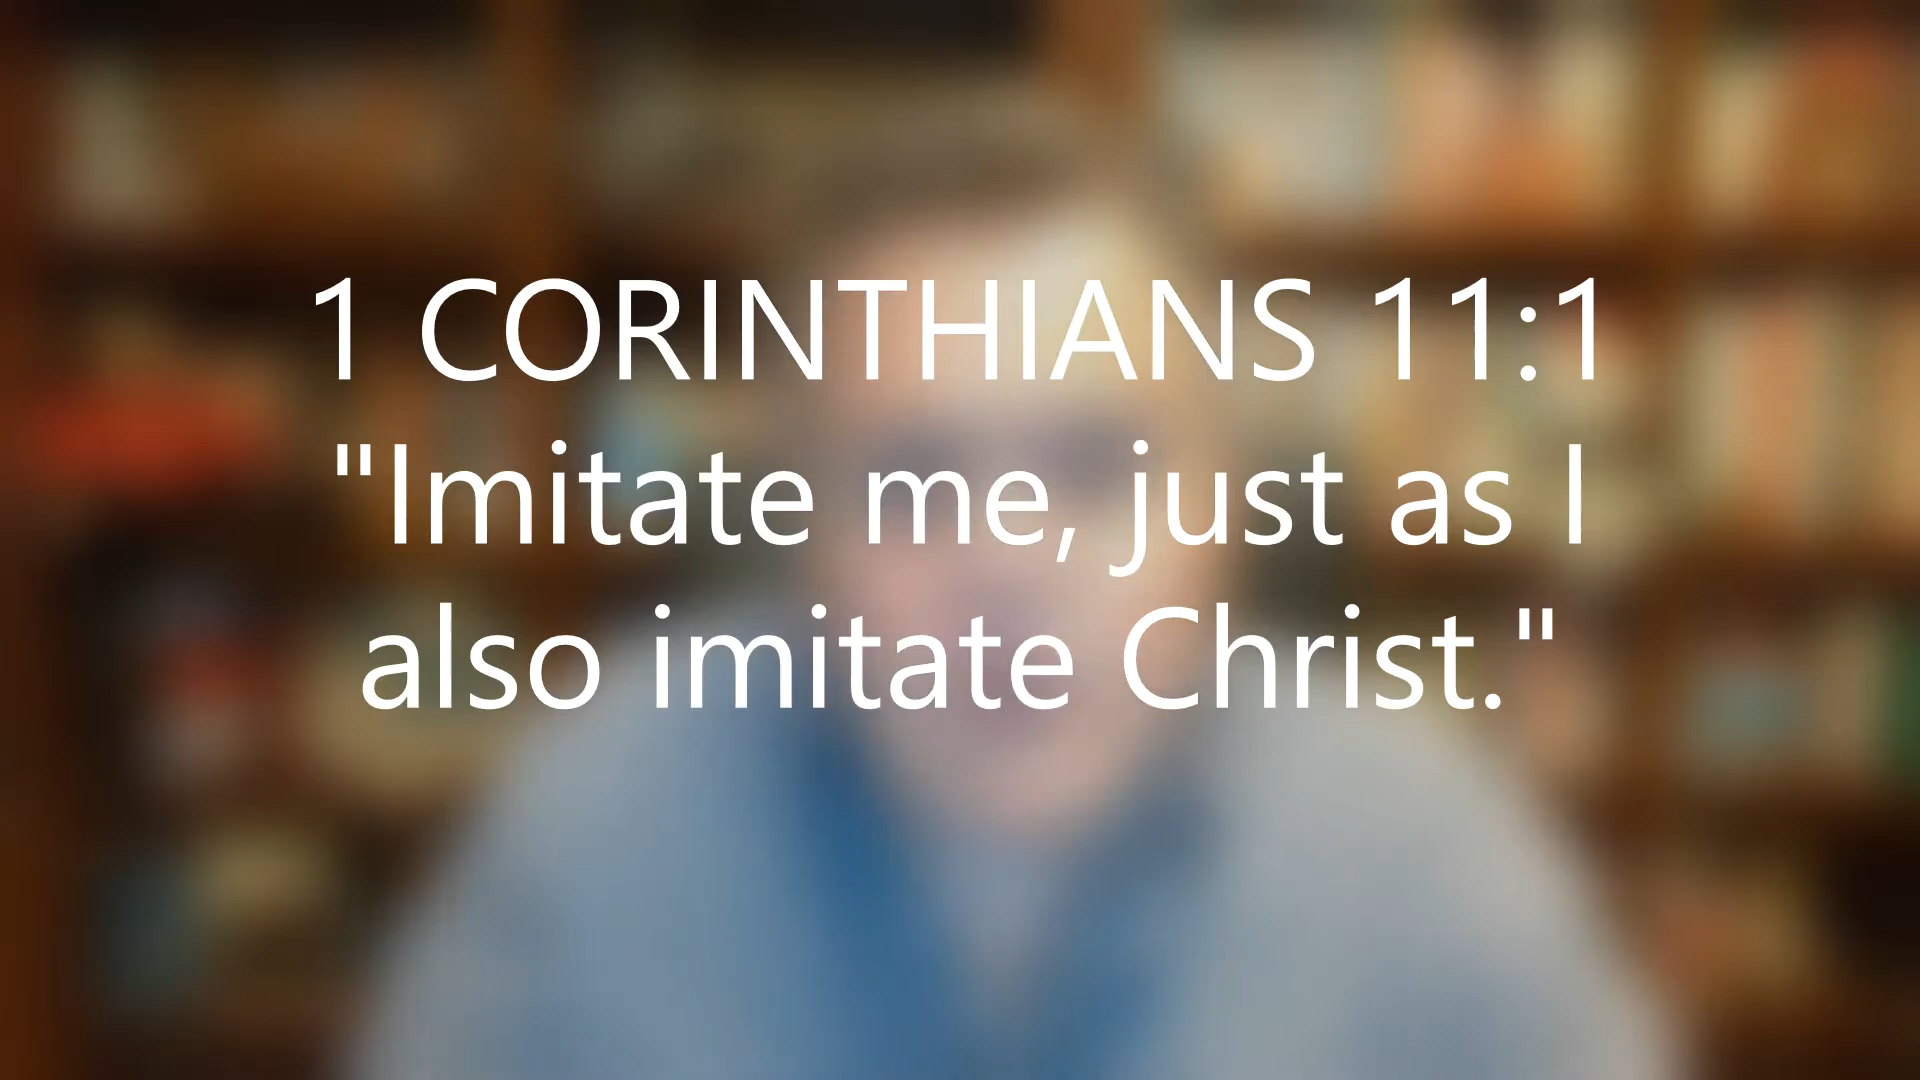 1 CORINTHIANS 11:1
"Imitate me, just as I
also imitate Christ."